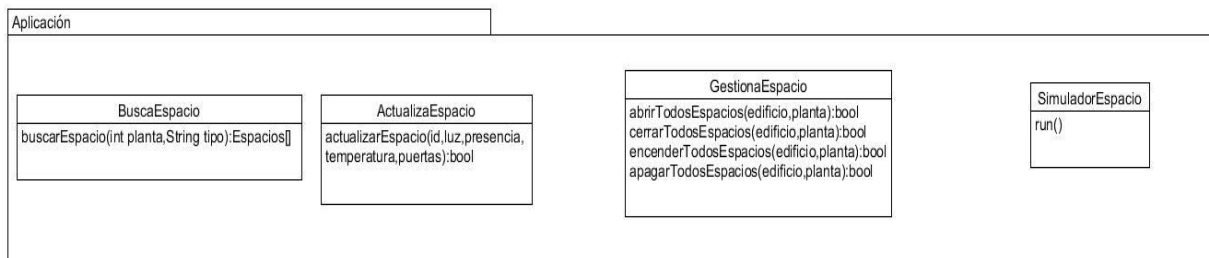 Aplicación
BuscaEspacio
buscarEspacio(int planta,String tipo):Espacios[]
ActualizaEspacio
actualizarEspacio(id,luz,presencia,
temperatura,puertas):bool
GestionaEspacio
abrirTodosEspacios(edificio,planta):bool
cerrarTodosEspacios(edificio,planta):bool
encenderTodosEspacios(edificio,planta):bool
apagarTodosEspacios(edificio,planta):bool
SimuladorEspacio
run()